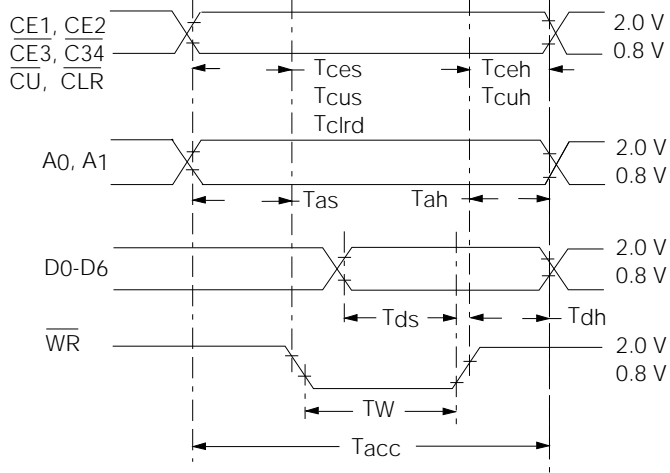 CE1, CE2
CE3, C34
CU, CLR
2.0 V
0.8 V
Tces
Tcus
Tclrd
Tceh
Tcuh
A0, A1
2.0 V
0.8 V
Tas
Tah
D0-D6
2.0 V
0.8 V
Tds
Tdh
WR
2.0 V
0.8 V
TW
Tacc